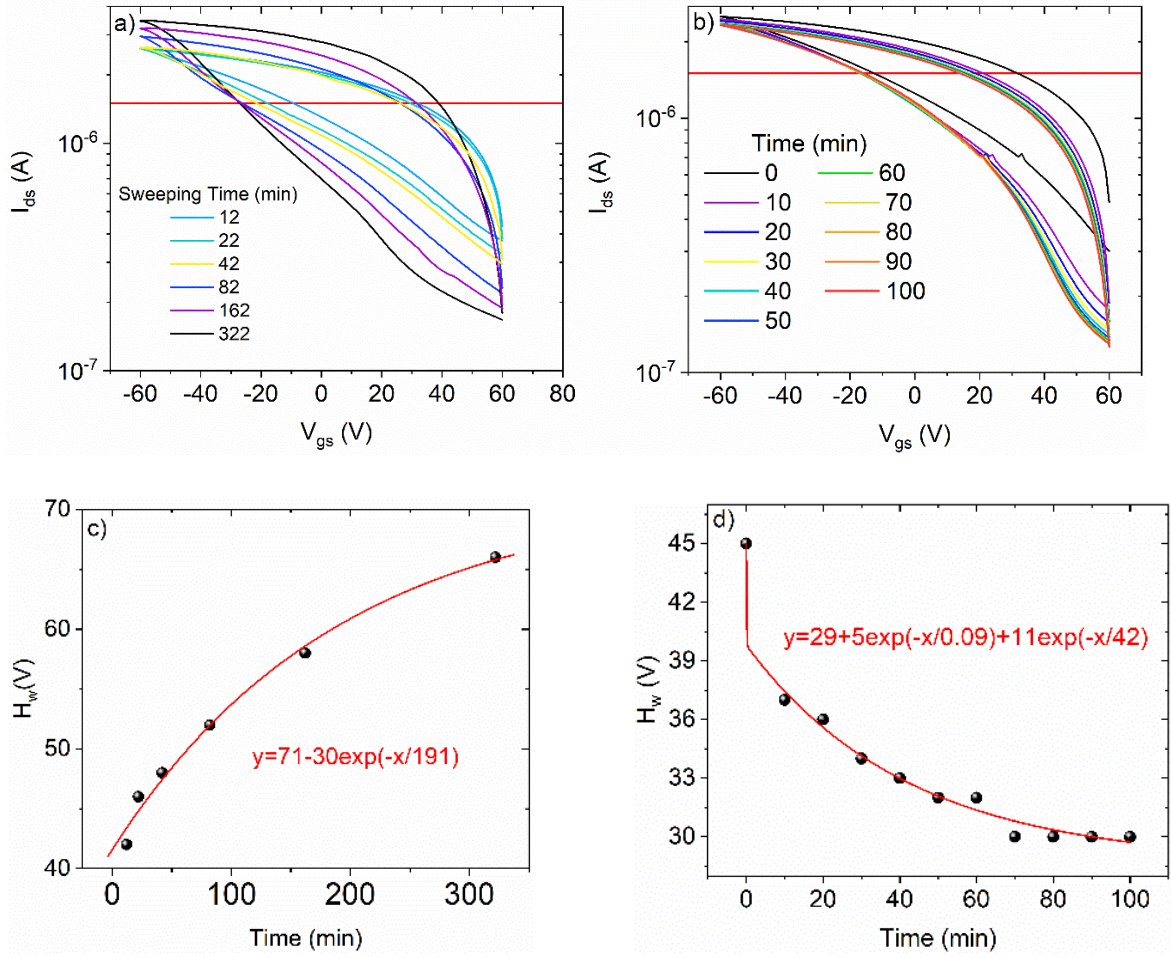 a)
I_ds (A)
10^-6
10^-7
Sweeping Time (min)
12
22
42
82
162
322
-60 -40 -20 0 20 40 60 80
V_gs (V)
b)
I_ds (A)
10^-6
10^-7
Time (min)
0 60
10 70
20 80
30 90
40 100
50
-60 -40 -20 0 20 40 60
V_gs (V)
c)
H_w(V)
70
60
50
40
y=71-30exp(-x/191)
0 100 200 300
Time (min)
d)
H_w (V)
45
42
39
36
33
30
y=29+5exp(-x/0.09)+11exp(-x/42)
0 20 40 60 80 100
Time (min)